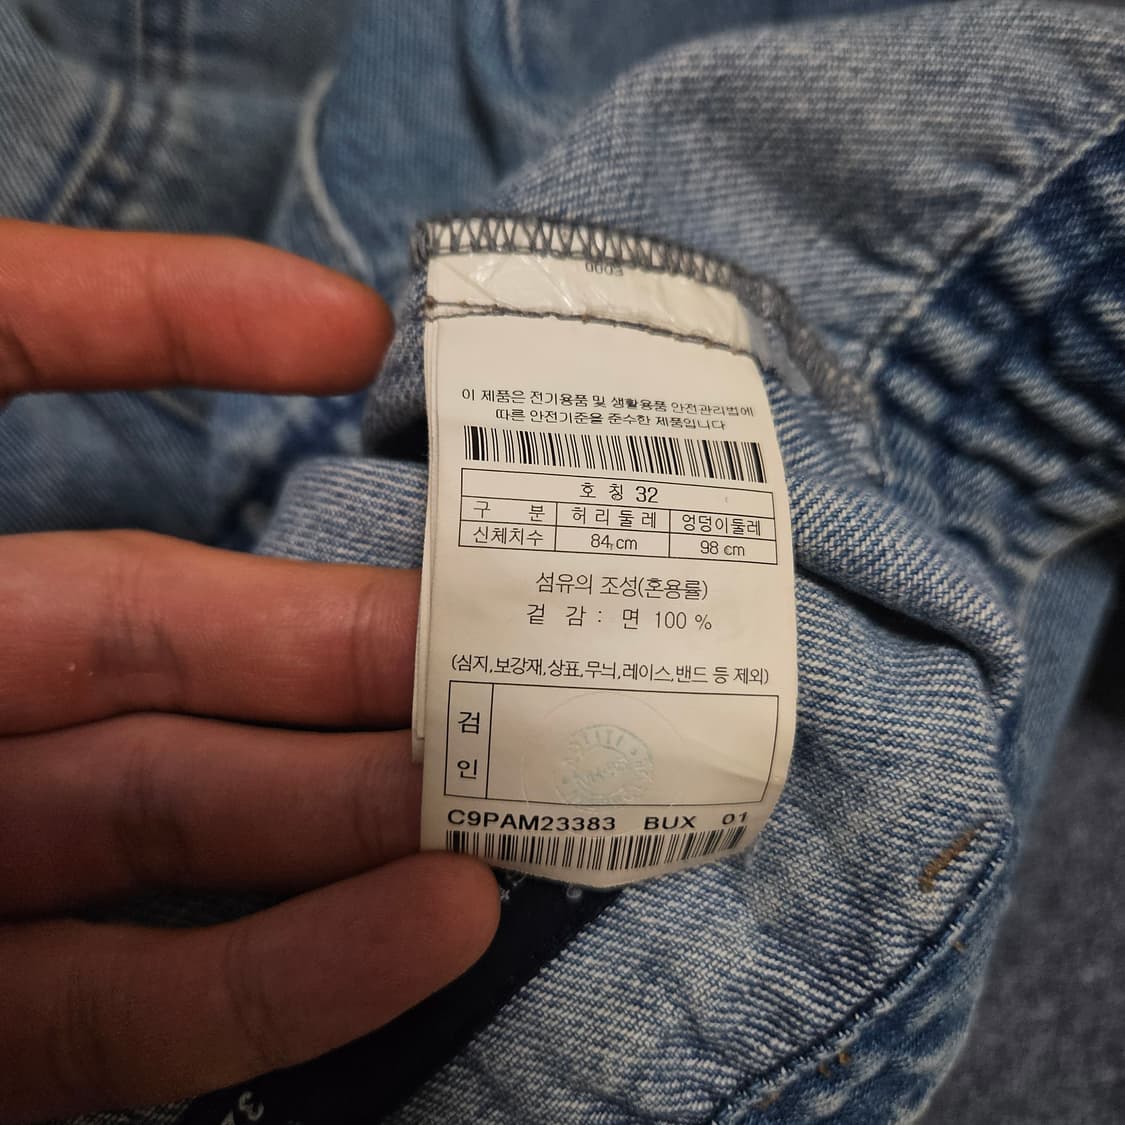 0003
이 제품은 전기용품 및 생활용품 안전관리법에
따른 안전기준을 준수한 제품입니다
호 칭 32
구 분 허 리 둘 레 엉덩이둘레
신체치수 84 cm 98 cm
섬유의 조성(혼용률)
겉 감 : 면 100 %
(심지,보강재,상표,무늬,레이스,밴드 등 제외)
검
인
C9PAM23383 BUX 01
3